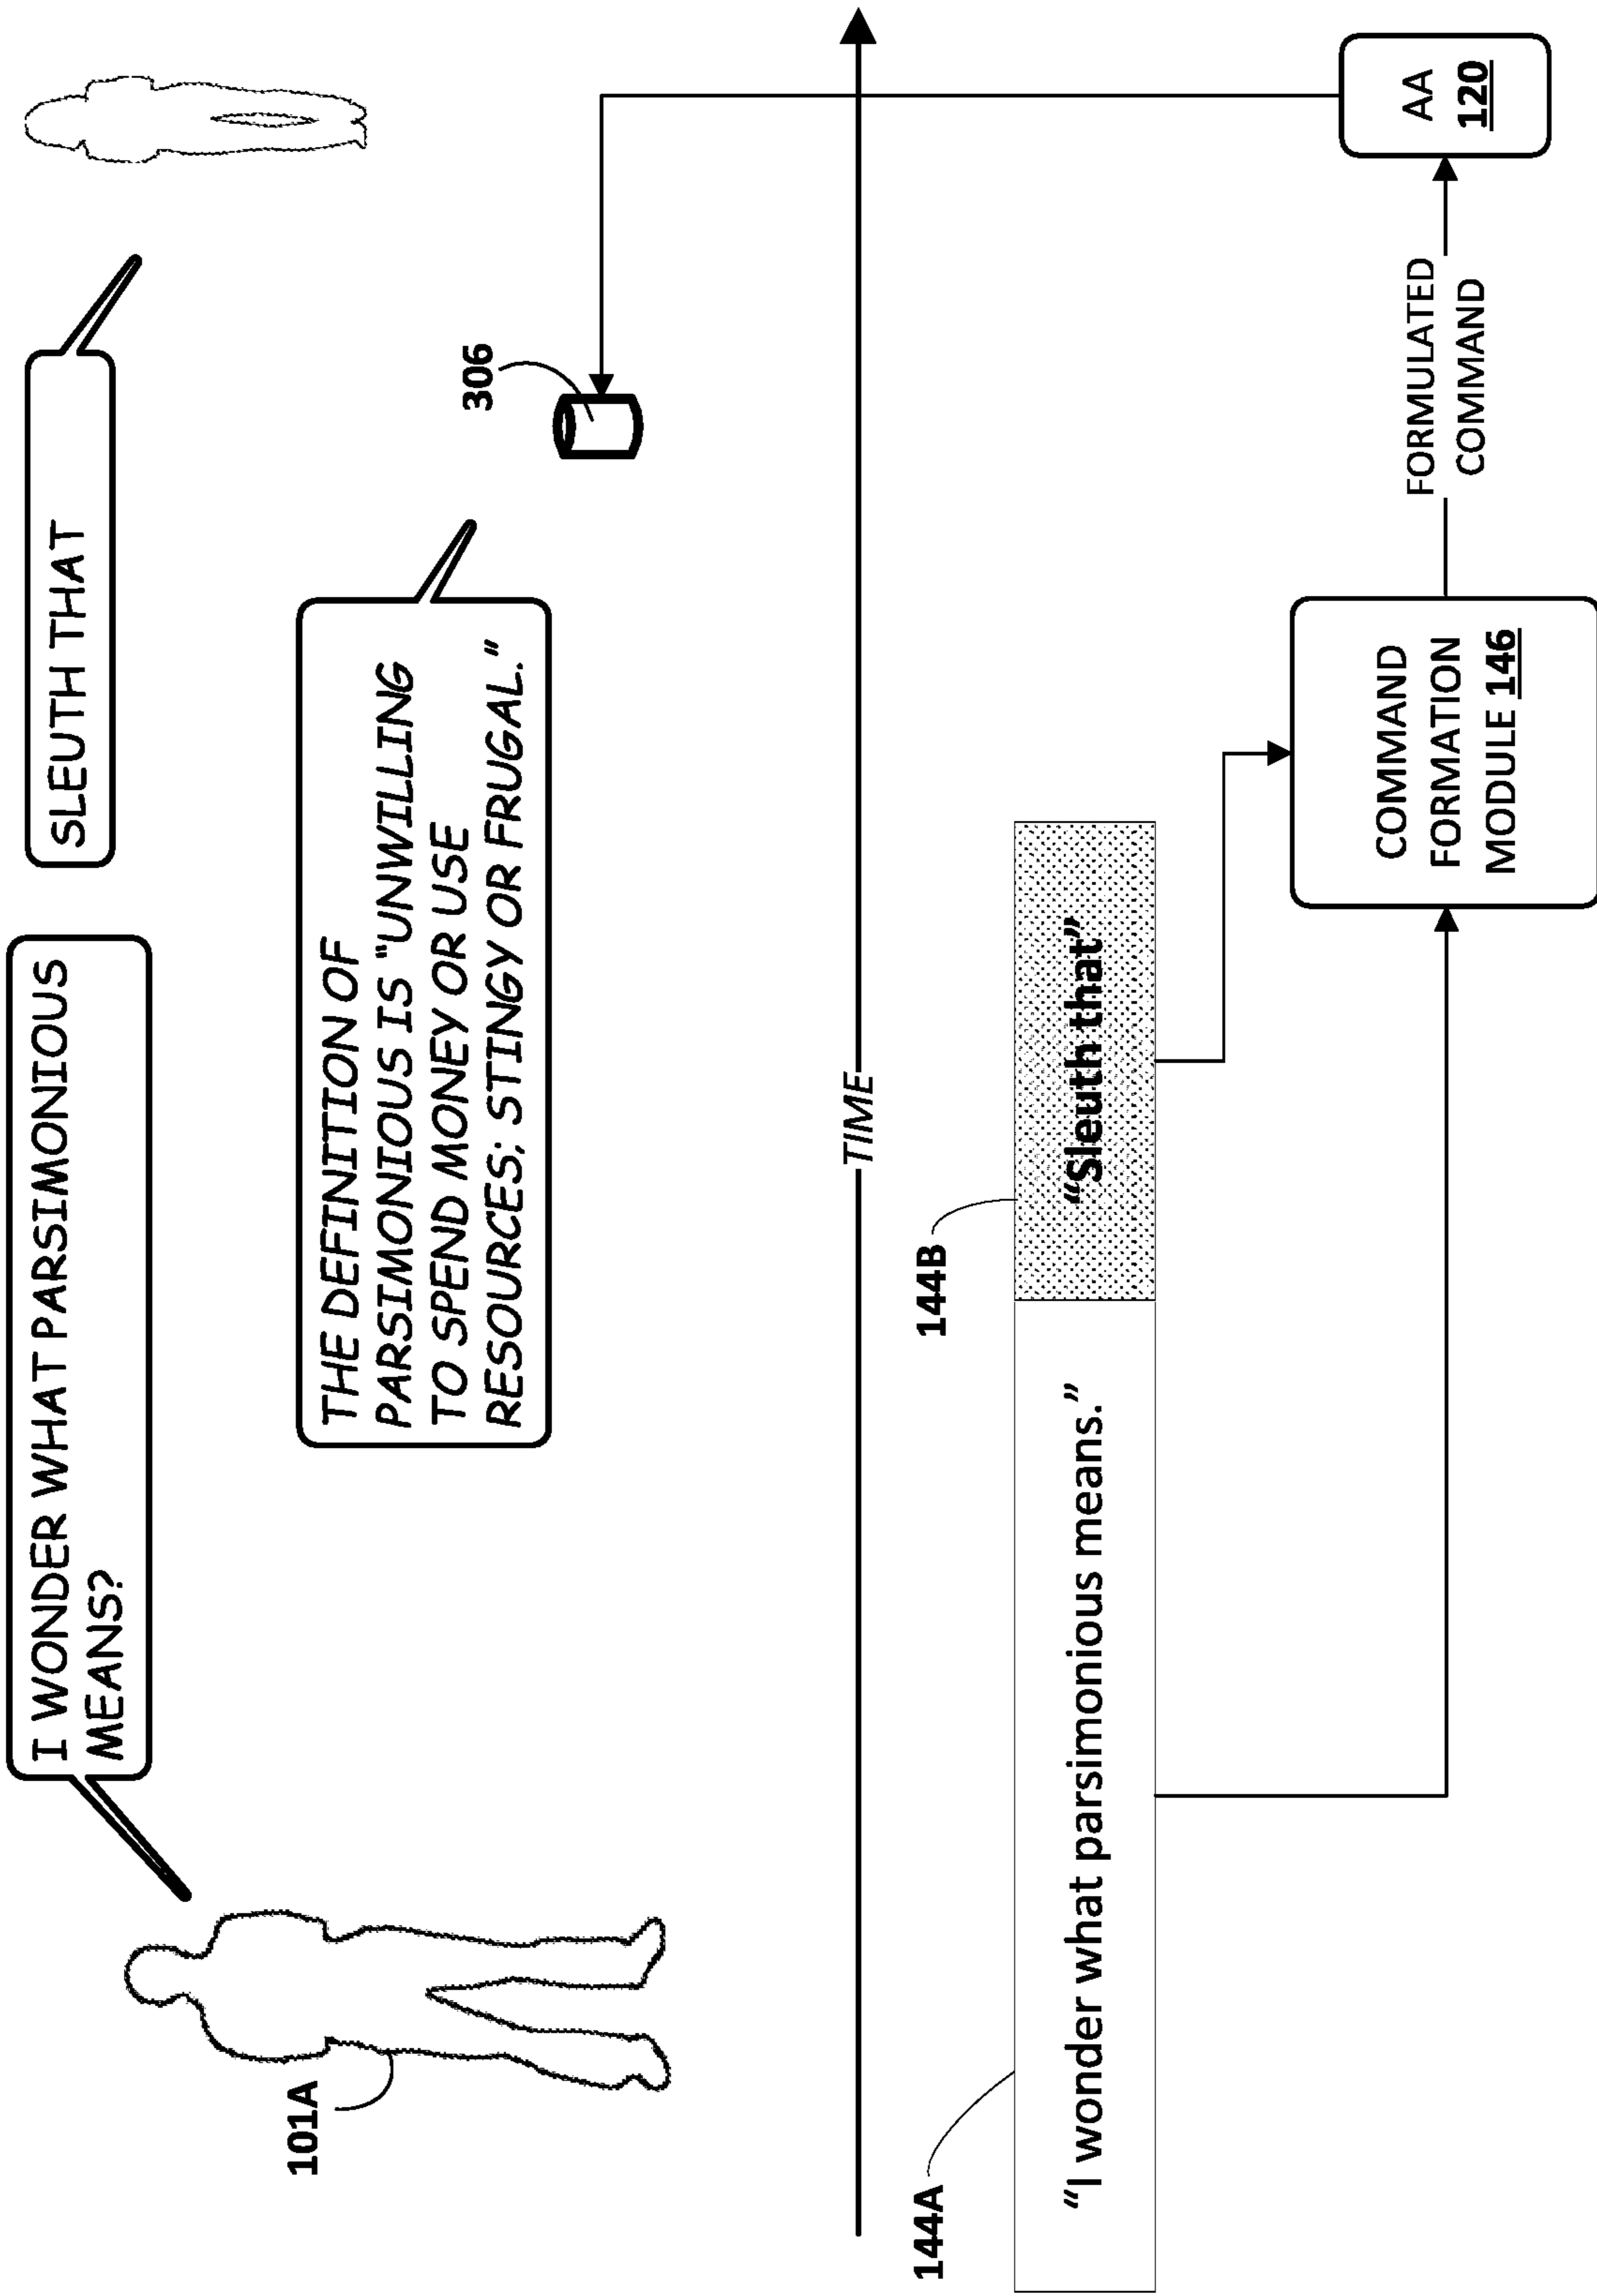 I WONDER WHAT PARSIMONIOUS
MEANS?
SLEUTH THAT
101A
THE DEFINITION OF
PARSIMONIOUS IS “UNWILLING
TO SPEND MONEY OR USE
RESOURCES; STINGY OR FRUGAL.”
306
TIME
144A
144B
“I wonder what parsimonious means.”
“Sleuth that”
COMMAND
FORMATION
MODULE 146
FORMULATED
COMMAND
AA
120